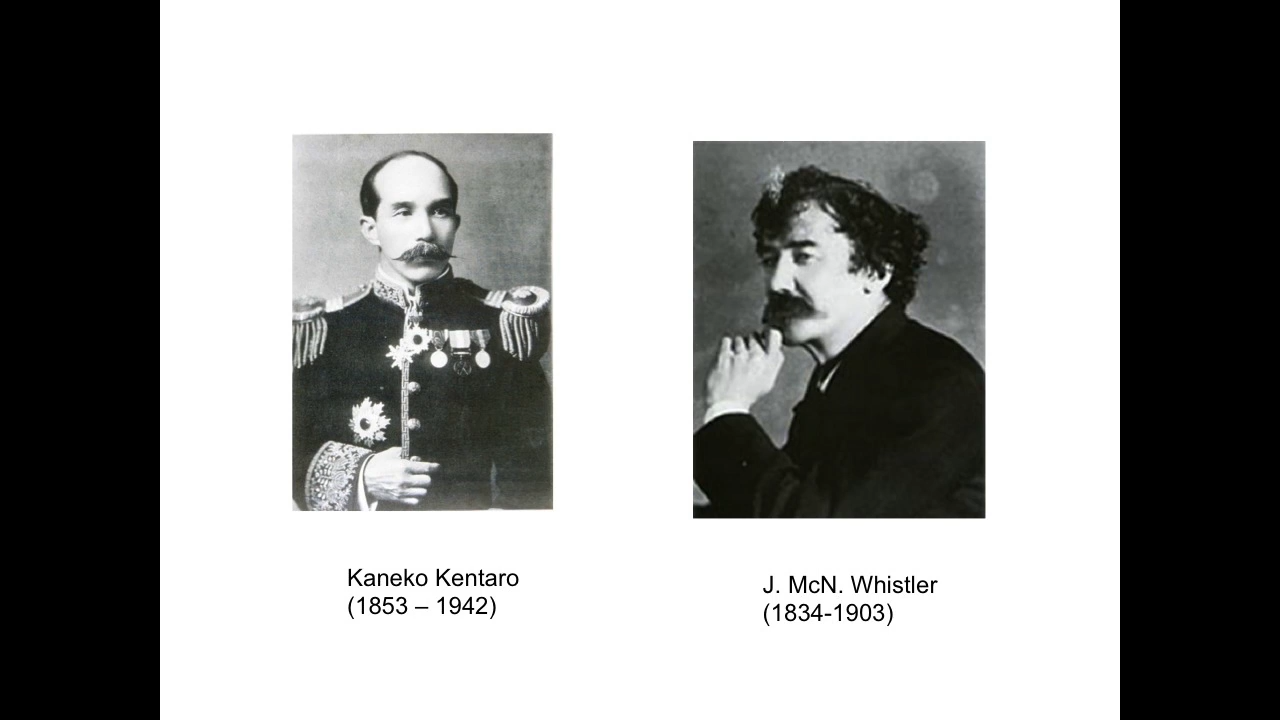 Kaneko Kentaro
(1853 – 1942)
J. McN. Whistler
(1834-1903)